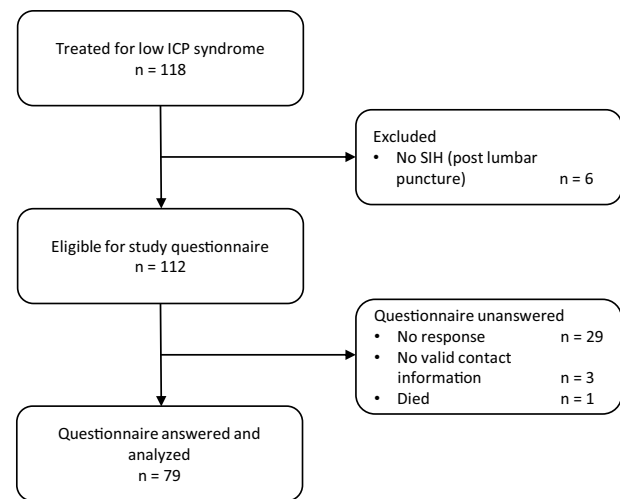 Treated for low ICP syndrome
n = 118
Excluded
• No SIH (post lumbar
puncture) n = 6
Eligible for study questionnaire
n = 112
Questionnaire unanswered
• No response n = 29
• No valid contact
information n = 3
• Died n = 1
Questionnaire answered and
analyzed
n = 79